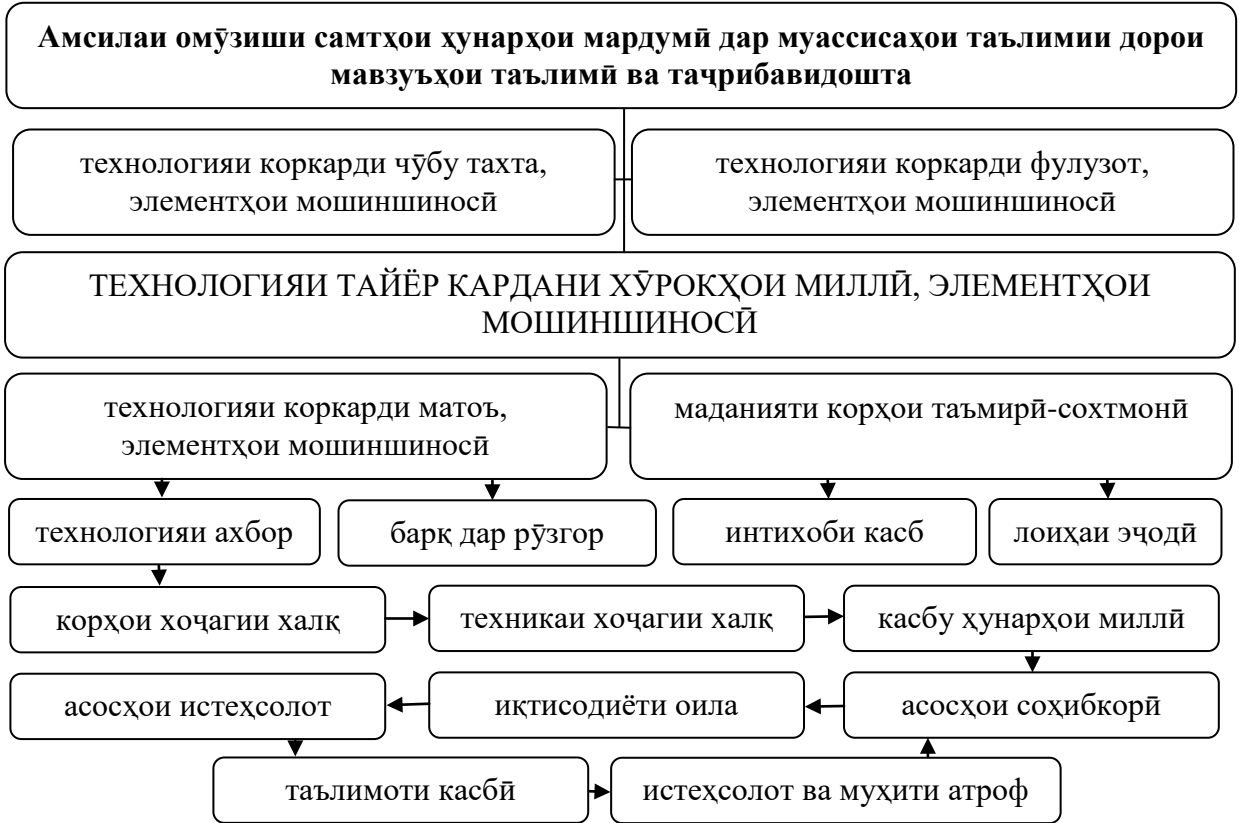 Амсилаи омӯзиши самтҳои ҳунарҳои мардумӣ дар муассисаҳои таълимии дорои
мавзуъҳои таълимӣ ва таҷрибавидошта
технологияи коркарди чӯбу тахта,
элементҳои мошиншиносӣ
технологияи коркарди фулузот,
элементҳои мошиншиносӣ
ТЕХНОЛОГИЯИ ТАЙЁР КАРДАНИ ХӮРОКҲОИ МИЛЛӢ, ЭЛЕМЕНТҲОИ
МОШИНШИНОСӢ
технологияи коркарди матоъ,
элементҳои мошиншиносӣ
маданияти корҳои таъмирӣ-сохтмонӣ
технологияи ахбор
барқ дар рӯзгор
интихоби касб
лоиҳаи эҷодӣ
корҳои хоҷагии халқ
техникаи хоҷагии халқ
касбу ҳунарҳои миллӣ
асосҳои истеҳсолот
иқтисодиёти оила
асосҳои соҳибкорӣ
таълимоти касбӣ
истеҳсолот ва муҳити атроф